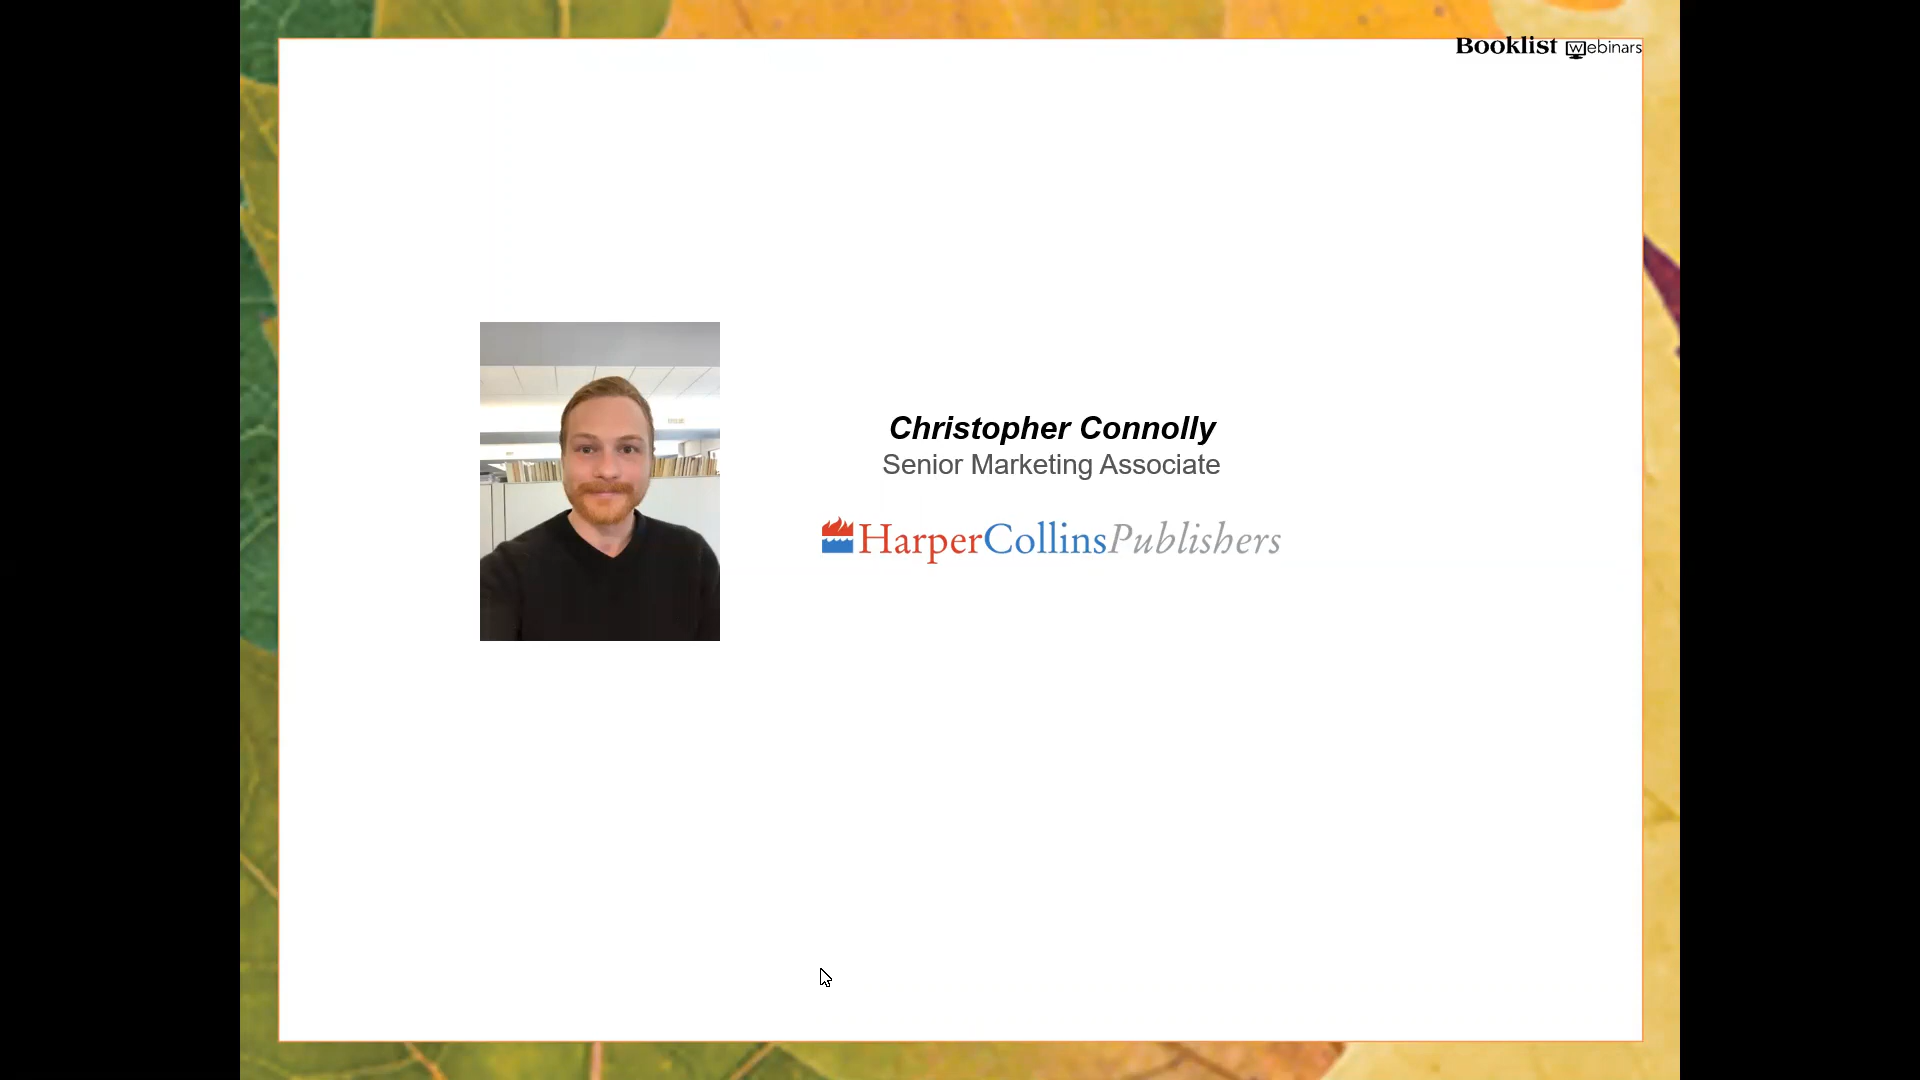 Booklist Webinars
Christopher Connolly
Senior Marketing Associate
HarperCollinsPublishers